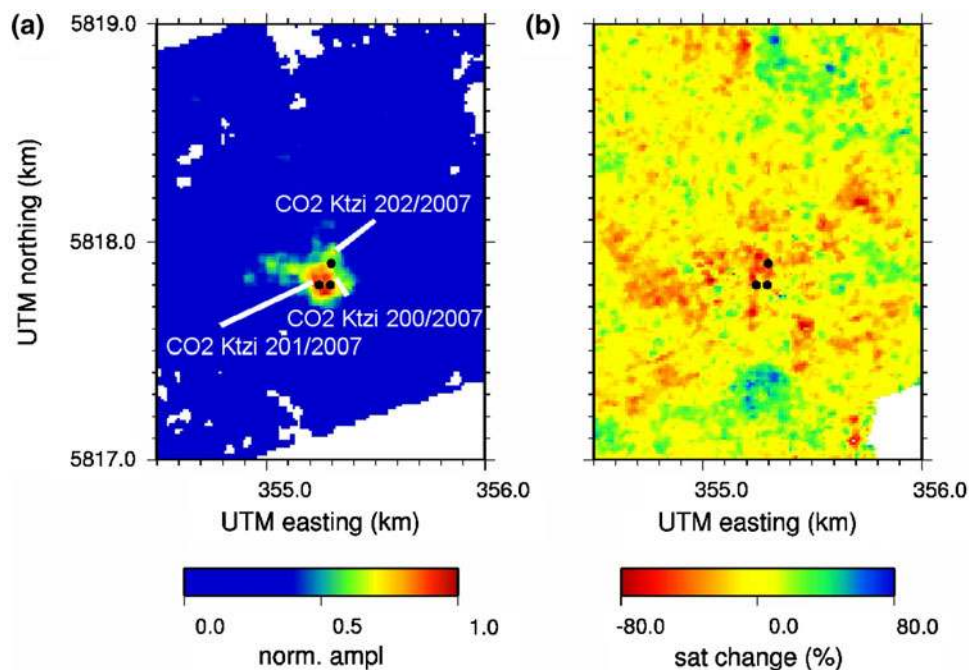 (a)
5819.0
5818.0
5817.0
UTM northing (km)
CO2 Ktzi 202/2007
CO2 Ktzi 200/2007
CO2 Ktzi 201/2007
355.0
356.0
UTM easting (km)
0.0
0.5
1.0
norm. ampl
(b)
355.0
356.0
UTM easting (km)
-80.0
0.0
80.0
sat change (%)